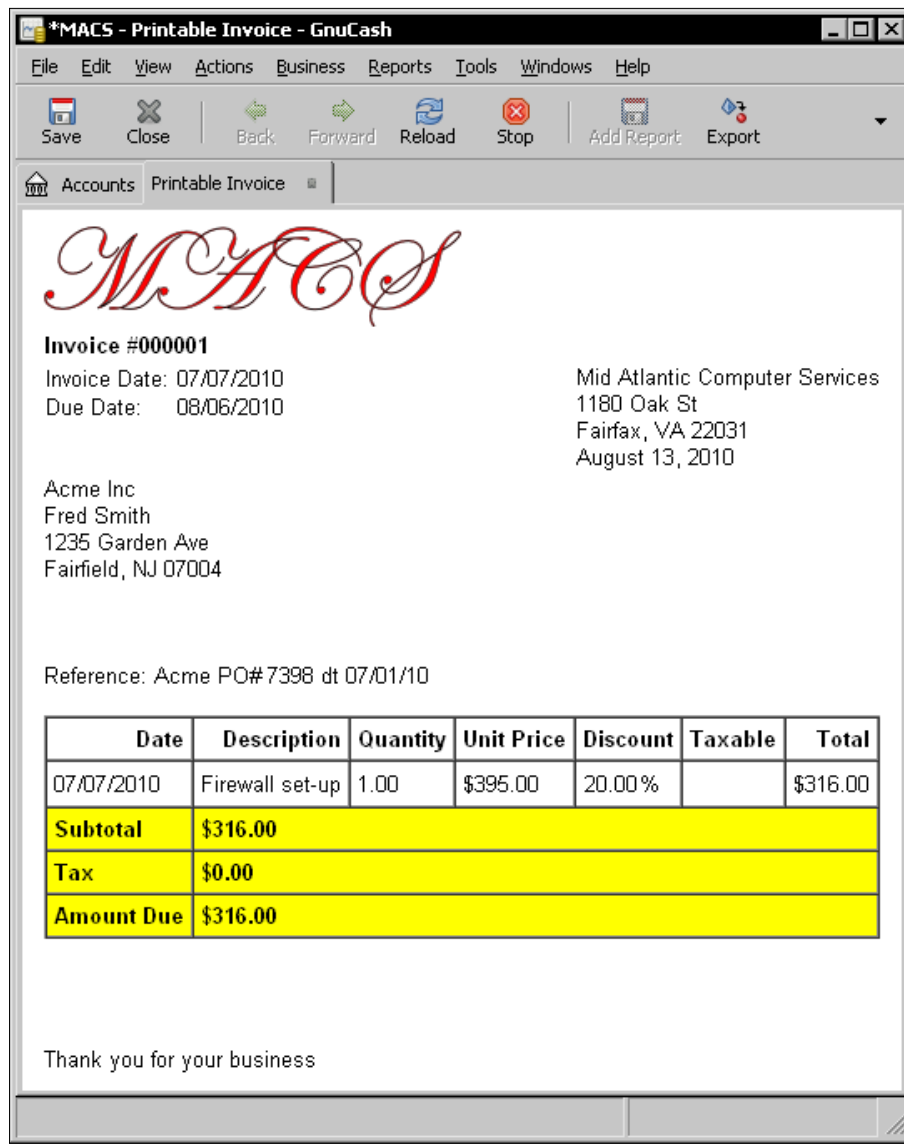 *MACS - Printable Invoice - GnuCash
File Edit View Actions Business Reports Tools Windows Help
Save Close Back Forward Reload Stop Add Report Export
Accounts Printable Invoice
MACS
Invoice #000001
Invoice Date: 07/07/2010
Due Date: 08/06/2010
Mid Atlantic Computer Services
1180 Oak St
Fairfax, VA 22031
August 13, 2010
Acme Inc
Fred Smith
1235 Garden Ave
Fairfield, NJ 07004
Reference: Acme PO# 7398 dt 07/01/10
Date Description Quantity Unit Price Discount Taxable Total
07/07/2010 Firewall set-up 1.00 $395.00 20.00% $316.00
Subtotal $316.00
Tax $0.00
Amount Due $316.00
Thank you for your business